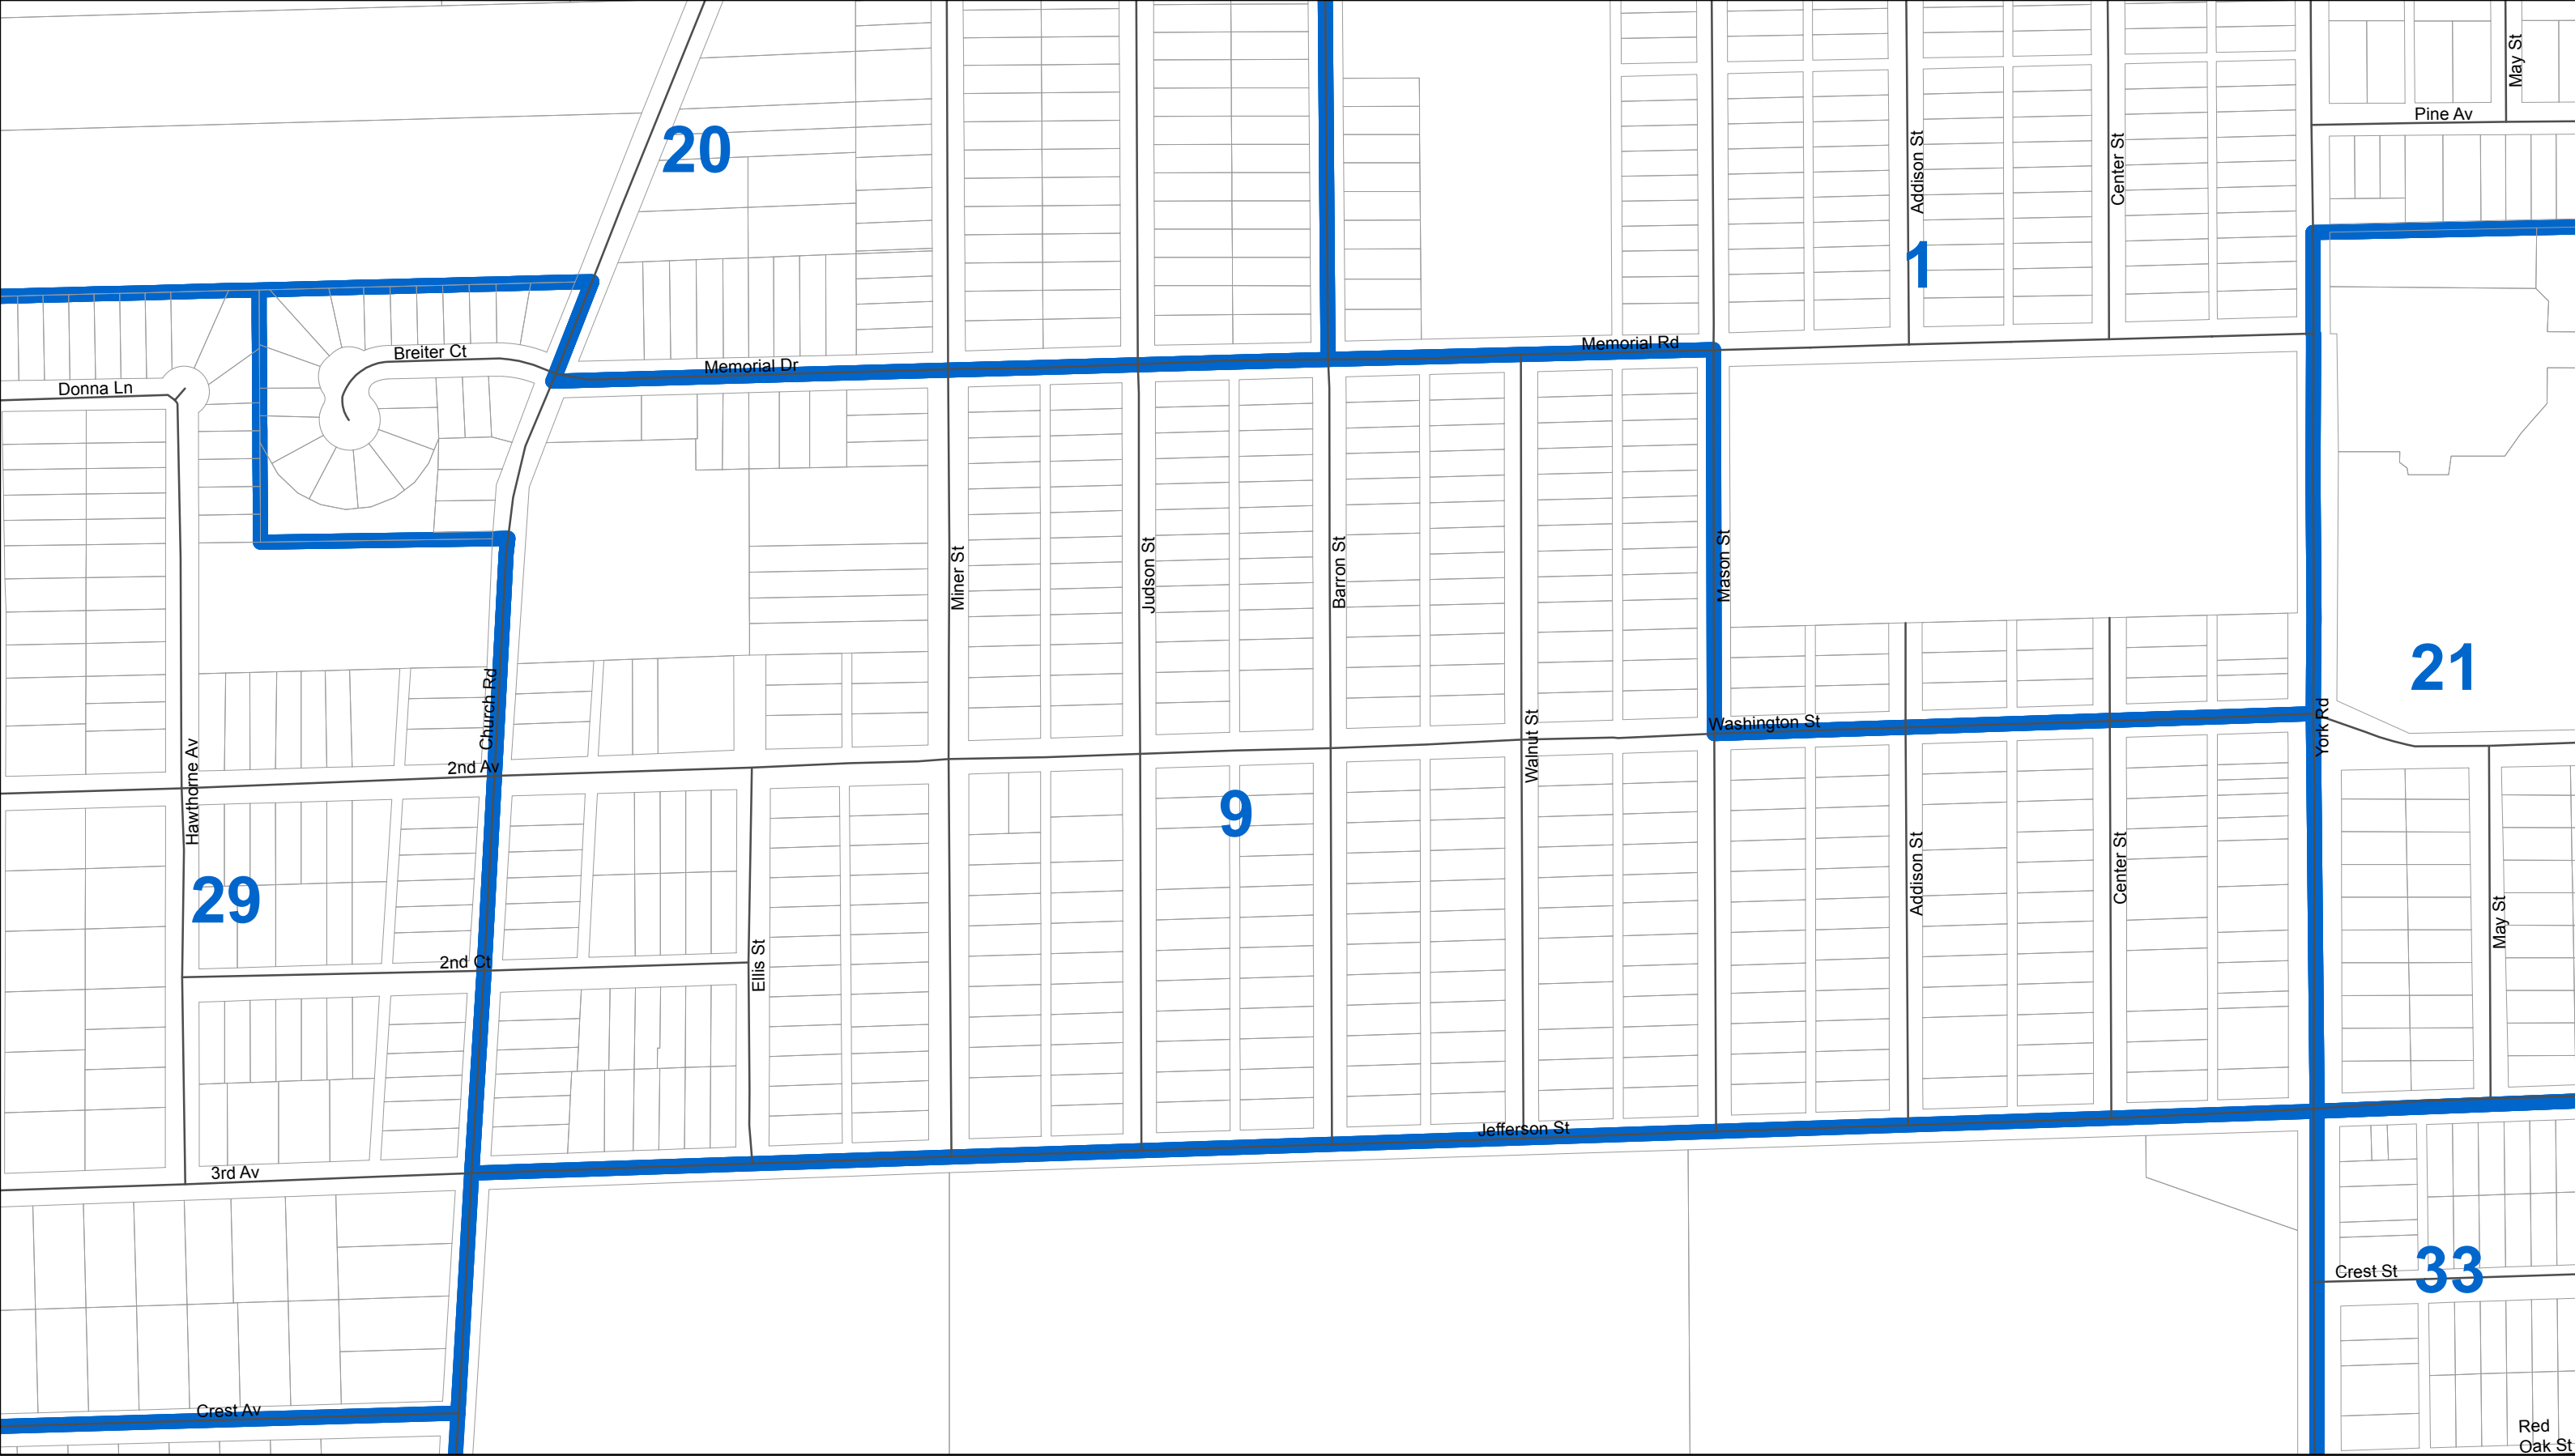 May St
Pine Av
20
Addison St
Center St
1
Memorial Rd
Breiter Ct
Memorial Dr
Donna Ln
Miner St
Judson St
Barron St
Mason St
21
Church Rd
Washington St
York Rd
Walnut St
2nd Av
Hawthorne Av
9
29
Addison St
Center St
May St
2nd Ct
Ellis St
Jefferson St
3rd Av
Crest St
33
Crest Av
Red
Oak St